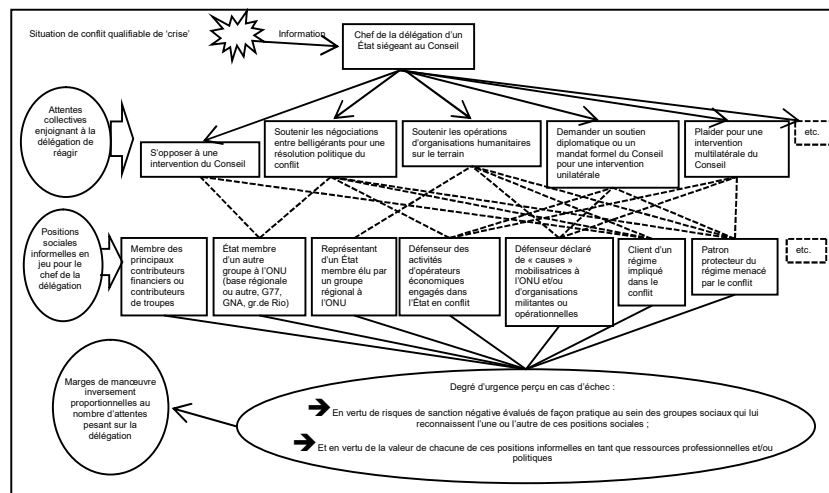 Situation de conflit qualifiable de ‘crise’
Information
Chef de la délégation d’un
État siégeant au Conseil
Attentes
collectives
enjoignant à la
délégation de
réagir
S’opposer à une
intervention du Conseil
Soutenir les négociations
entre belligérants pour une
résolution politique du
conflit
Soutenir les opérations
d’organisations humanitaires
sur le terrain
Demander un soutien
diplomatique ou un
mandat formel du Conseil
pour une intervention
unilatérale
Plaider pour une
intervention
multilatérale du
Conseil
etc.
Positions
sociales
informelles en
jeu pour le
chef de la
délégation
Membre des
principaux
contributeurs
financiers ou
contributeurs
de troupes
État membre
d’un autre
groupe à l’ONU
(base régionale
ou autre, G77,
GNA, gr.de Rio)
Représentant
d’un État
membre élu par
un groupe
régional à
l’ONU
Défenseur des
activités
d’opérateurs
économiques
engagés dans
l’État en conflit
Défenseur déclaré
de « causes »
mobilisatrices à
l’ONU et/ou
d’organisations
militantes ou
opérationnelles
Client d’un
régime
impliqué
dans le
conflit
Patron
protecteur du
régime menacé
par le conflit
etc.
Marges de manœuvre
inversement
proportionnelles au
nombre d’attentes
pesant sur la
délégation
Degré d’urgence perçu en cas d’échec :
En vertu de risques de sanction négative évalués de façon pratique au sein des groupes sociaux qui lui
reconnaissent l’une ou l’autre de ces positions sociales ;
Et en vertu de la valeur de chacune de ces positions informelles en tant que ressources professionnelles et/ou
politiques